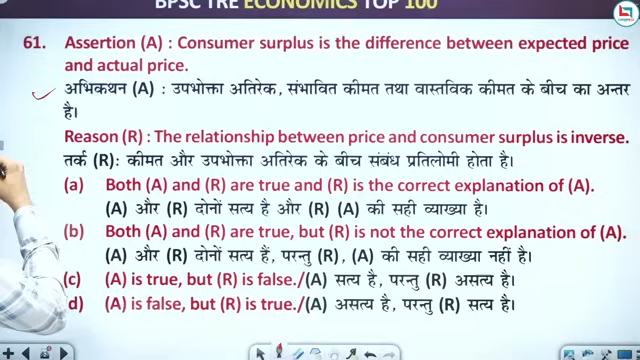 BPSC TRE ECONOMICS TOP 100
61. Assertion (A) : Consumer surplus is the difference between expected price
and actual price.
अभिकथन (A) : उपभोक्ता अतिरेक, संभावित कीमत तथा वास्तविक कीमत के बीच का अन्तर
है।
Reason (R) : The relationship between price and consumer surplus is inverse.
तर्क (R): कीमत और उपभोक्ता अतिरेक के बीच संबंध प्रतिलोमी होता है।
(a) Both (A) and (R) are true and (R) is the correct explanation of (A).
(A) और (R) दोनों सत्य है और (R) (A) की सही व्याख्या है।
(b) Both (A) and (R) are true, but (R) is not the correct explanation of (A).
(A) और (R) दोनों सत्य हैं, परन्तु (R), (A) की सही व्याख्या नहीं है।
(c) (A) is true, but (R) is false./(A) सत्य है, परन्तु (R) असत्य है।
d) (A) is false, but (R) is true./(A) असत्य है, परन्तु (R) सत्य है।